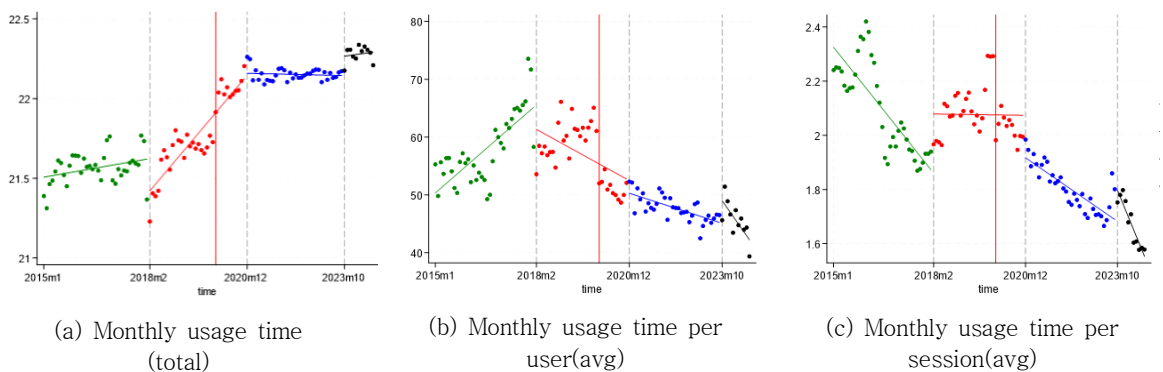 22.5
22
21.5
21
2015m1
2018m2
2020m12
2023m10
time
(a) Monthly usage time
(total)
80
70
60
50
40
2015m1
2018m2
2020m12
2023m10
time
(b) Monthly usage time per
user(avg)
2.4
2.2
2
1.8
1.6
2015m1
2018m2
2020m12
2023m10
time
(c) Monthly usage time per
session(avg)